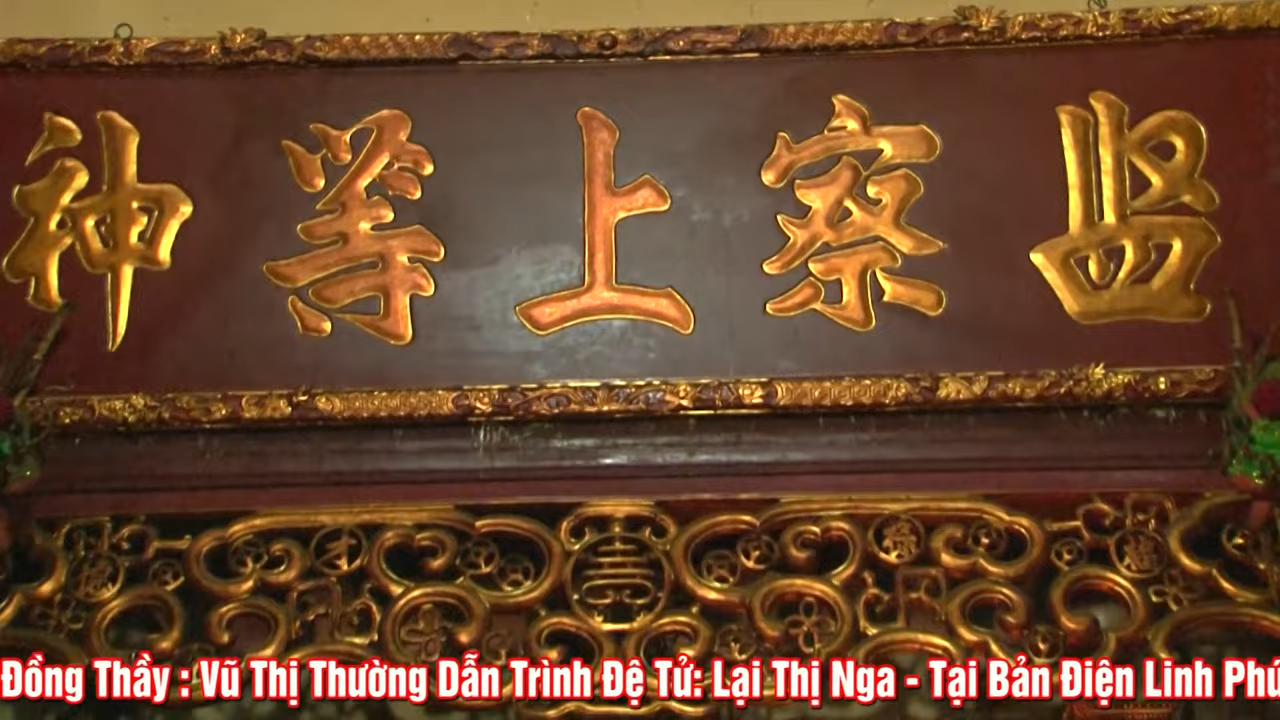 監察上等神
Đồng Thầy : Vũ Thị Thường Dẫn Trình Đệ Tử: Lại Thị Nga - Tại Bản Điện Linh Phú